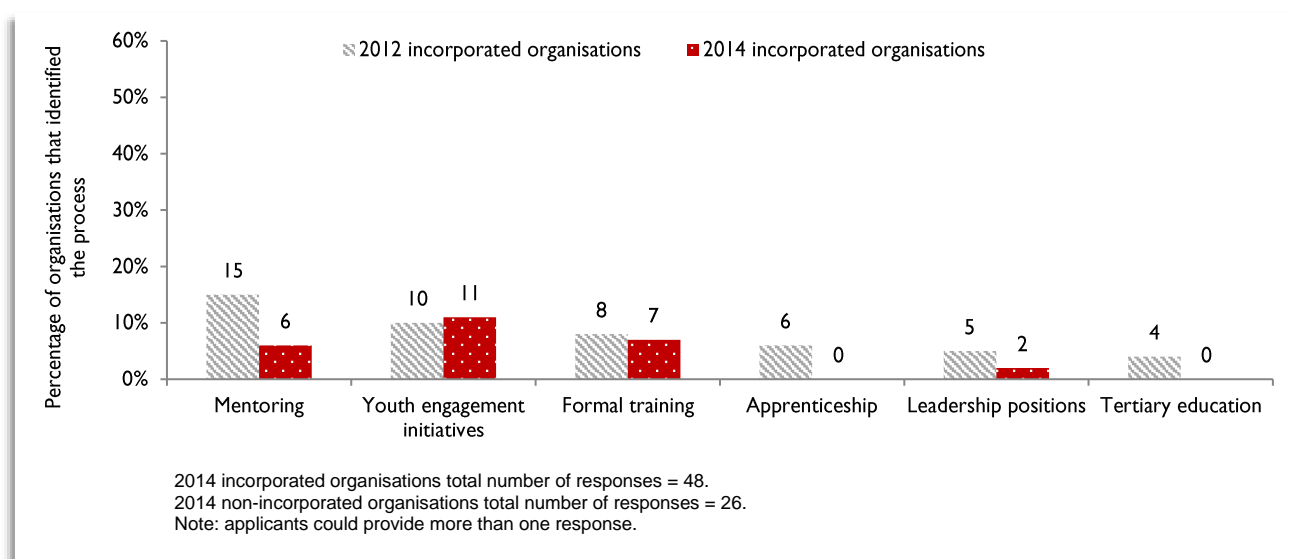 Percentage of organisations that identified
the process
60%
50%
40%
30%
20%
10%
0%
2012 incorporated organisations
2014 incorporated organisations
15
6
10
11
8
7
6
0
5
2
4
0
Mentoring
Youth engagement
initiatives
Formal training
Apprenticeship
Leadership positions
Tertiary education
2014 incorporated organisations total number of responses = 48.
2014 non-incorporated organisations total number of responses = 26.
Note: applicants could provide more than one response.